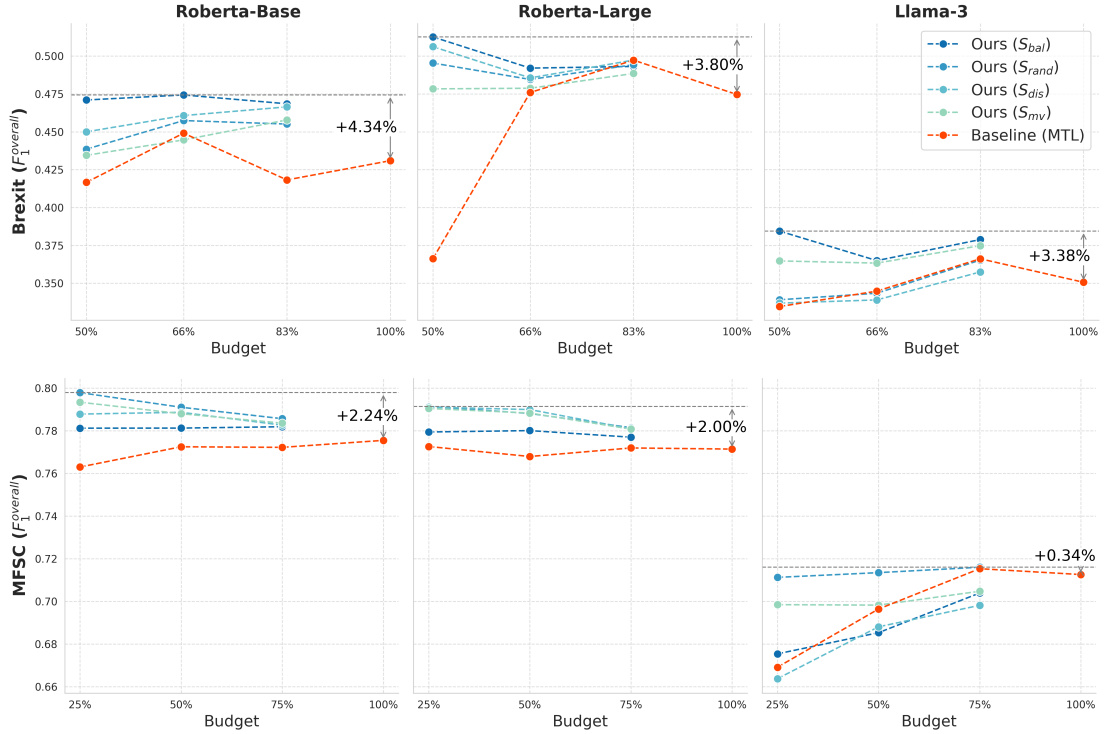 Roberta-Base
Roberta-Large
Llama-3
Brexit (F₁^overall)
0.500
0.475
0.450
0.425
0.400
0.375
0.350
+4.34%
+3.80%
+3.38%
Ours (S_bal)
Ours (S_rand)
Ours (S_dis)
Ours (S_mv)
Baseline (MTL)
50% 66% 83% 100%
50% 66% 83% 100%
50% 66% 83% 100%
Budget
Budget
Budget
MFSC (F₁^overall)
0.80
0.78
0.76
0.74
0.72
0.70
0.68
0.66
+2.24%
+2.00%
+0.34%
25% 50% 75% 100%
25% 50% 75% 100%
25% 50% 75% 100%
Budget
Budget
Budget